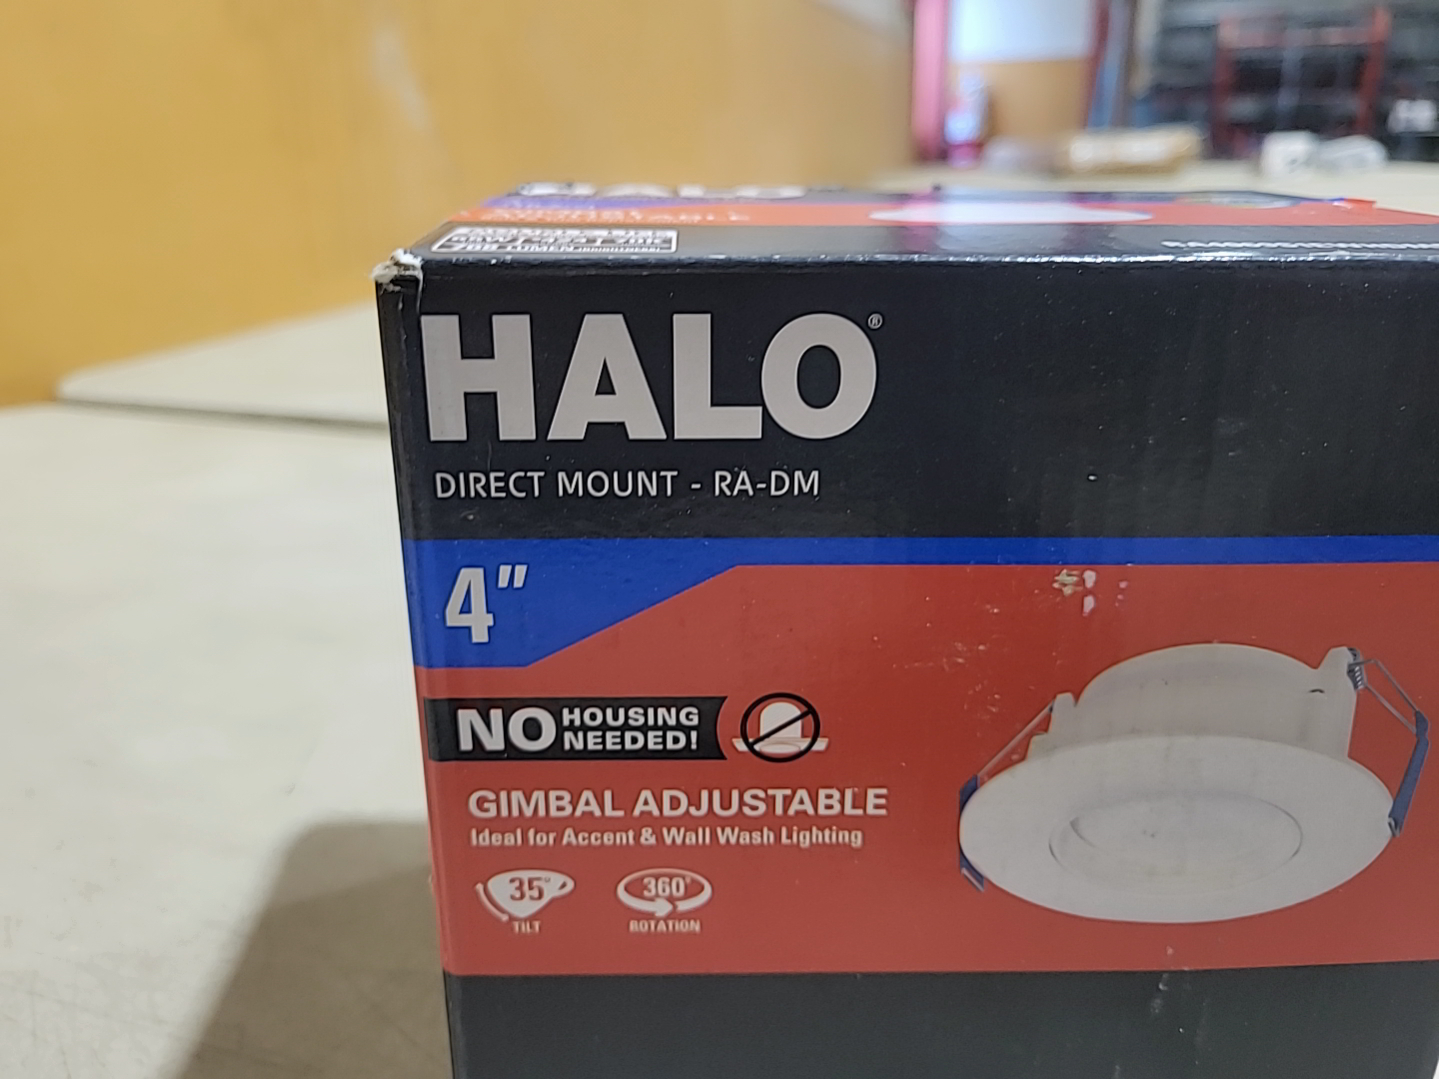 HALO
HALO®
DIRECT MOUNT - RA-DM
4"
NO HOUSING NEEDED!
GIMBAL ADJUSTABLE
Ideal for Accent & Wall Wash Lighting
35°
TILT
360°
ROTATION